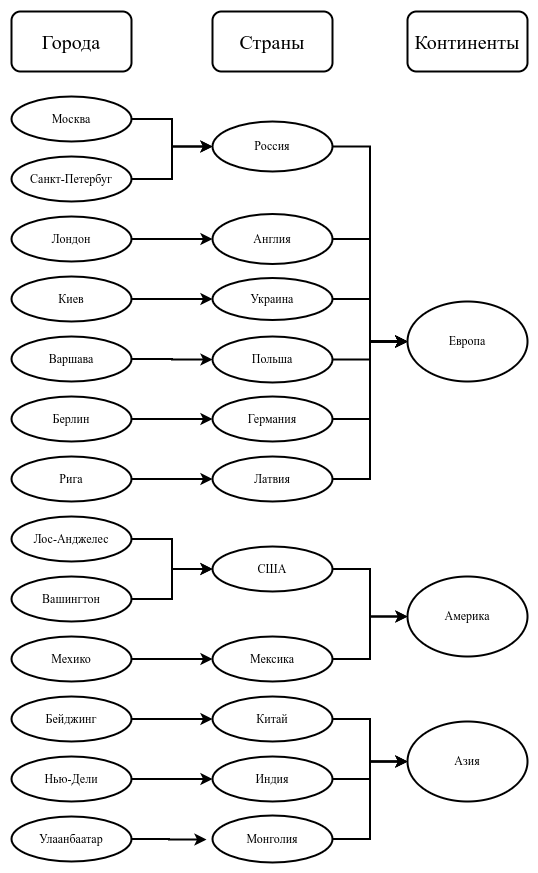 Города
Страны
Континенты
Москва
Санкт-Петербуг
Россия
Лондон
Англия
Киев
Украина
Варшава
Польша
Европа
Берлин
Германия
Рига
Латвия
Лос-Анджелес
США
Вашингтон
Америка
Мехико
Мексика
Бейджинг
Китай
Нью-Дели
Индия
Азия
Улаанбаатар
Монголия